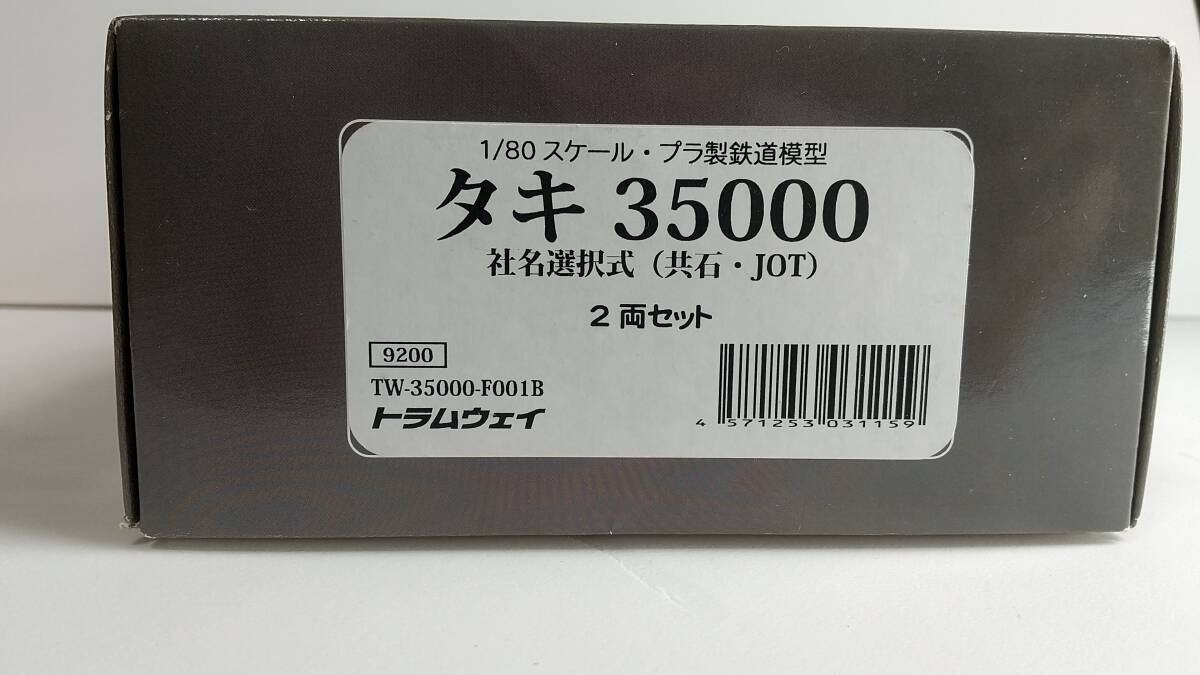 1/80 スケール・プラ製鉄道模型
タキ 35000
社名選択式（共石・JOT）
2 両セット
9200
TW-35000-F001B
トラムウェイ
4 571253 031159